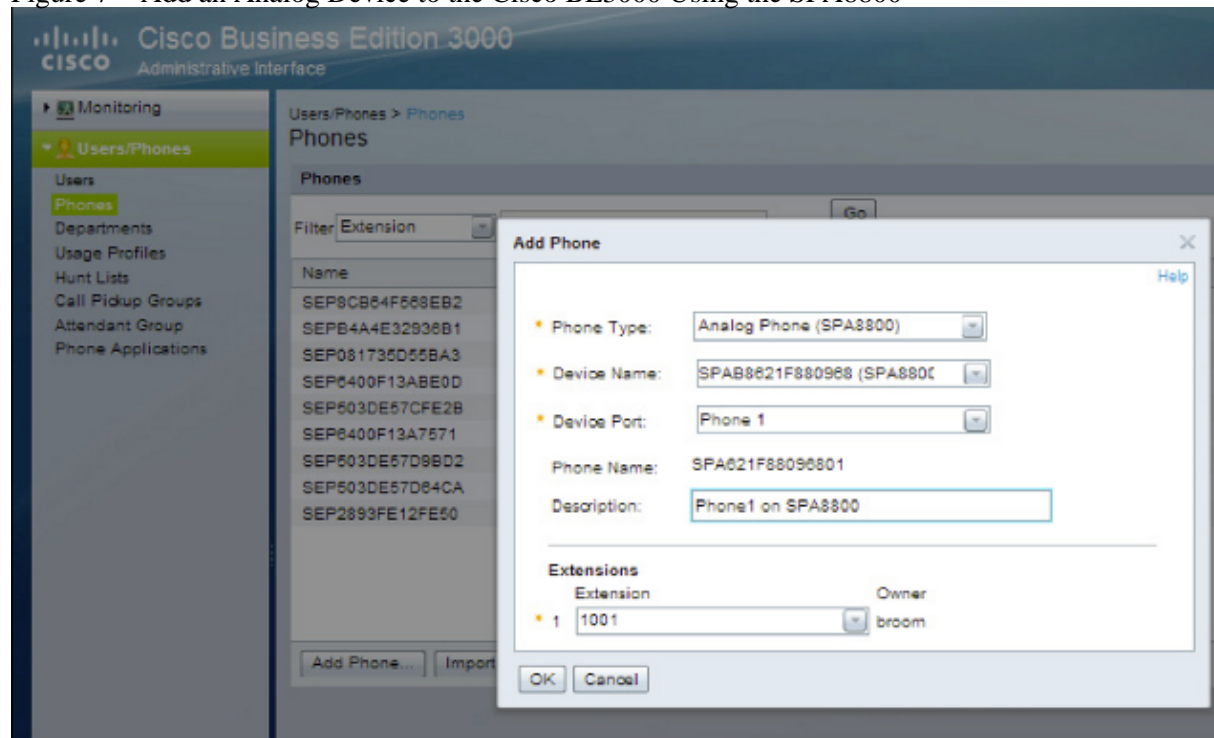 Figure 7 Add an Analog Device to the Cisco BE3000 Using the SPA8800
CISCO
Cisco Business Edition 3000
Administrative Interface
Monitoring
Users/Phones
Users
Phones
Departments
Usage Profiles
Hunt Lists
Call Pickup Groups
Attendant Group
Phone Applications
Users/Phones > Phones
Phones
Phones
Filter Extension Go
Name
SEP8CB64F568EB2
SEPB4A4E32936B1
SEP081735D55BA3
SEP6400F13ABE0D
SEP503DE57CFE2B
SEP6400F13A7571
SEP503DE57D9BD2
SEP503DE57D64CA
SEP2893FE12FE50
Add Phone... Import
Add Phone
Help
* Phone Type: Analog Phone (SPA8800)
* Device Name: SPAB8621F880968 (SPA880
* Device Port: Phone 1
Phone Name: SPA621F88096801
Description: Phone1 on SPA8800
Extensions
Extension Owner
* 1 1001 broom
OK Cancel